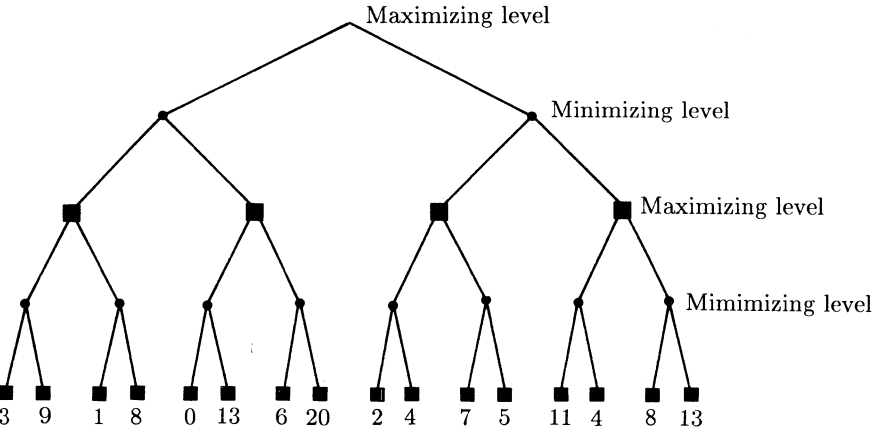 Maximizing level
Minimizing level
Maximizing level
Mimimizing level
3 9 1 8 0 13 6 20 2 4 7 5 11 4 8 13